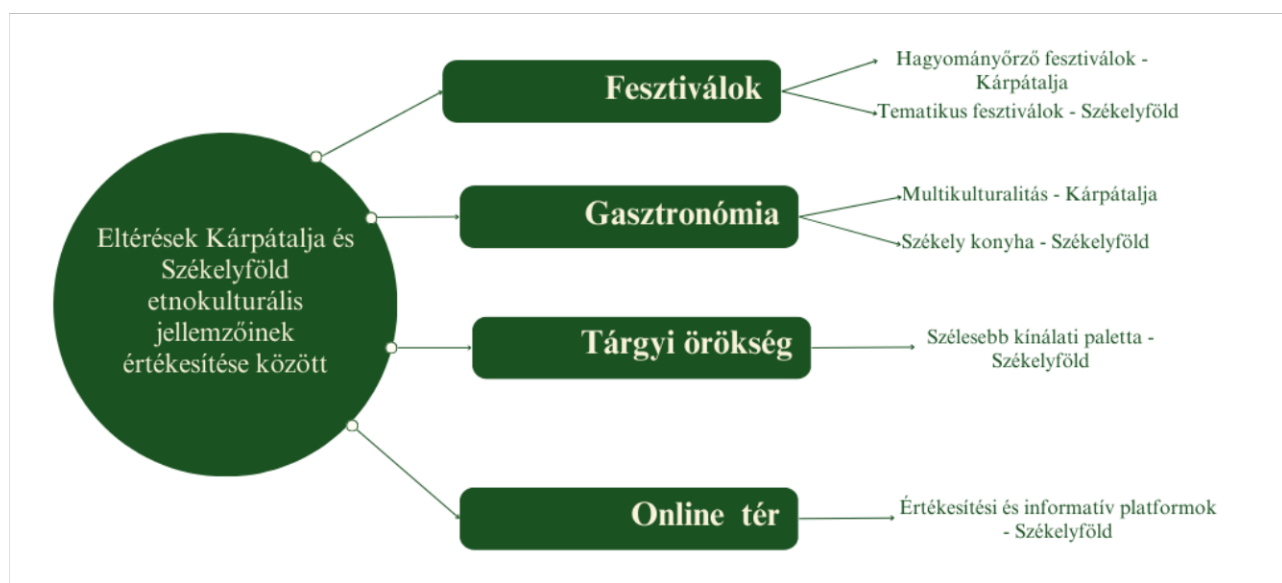 Eltérések Kárpátalja és
Székelyföld
etnokulturális
jellemzőinek
értékesítése között
Fesztiválok
Hagyományőrző fesztiválok -
Kárpátalja
Tematikus fesztiválok - Székelyföld
Gasztronómia
Multikulturalitás - Kárpátalja
Székely konyha - Székelyföld
Tárgyi örökség
Szélesebb kínálati paletta -
Székelyföld
Online tér
Értékesítési és informatív platformok
- Székelyföld